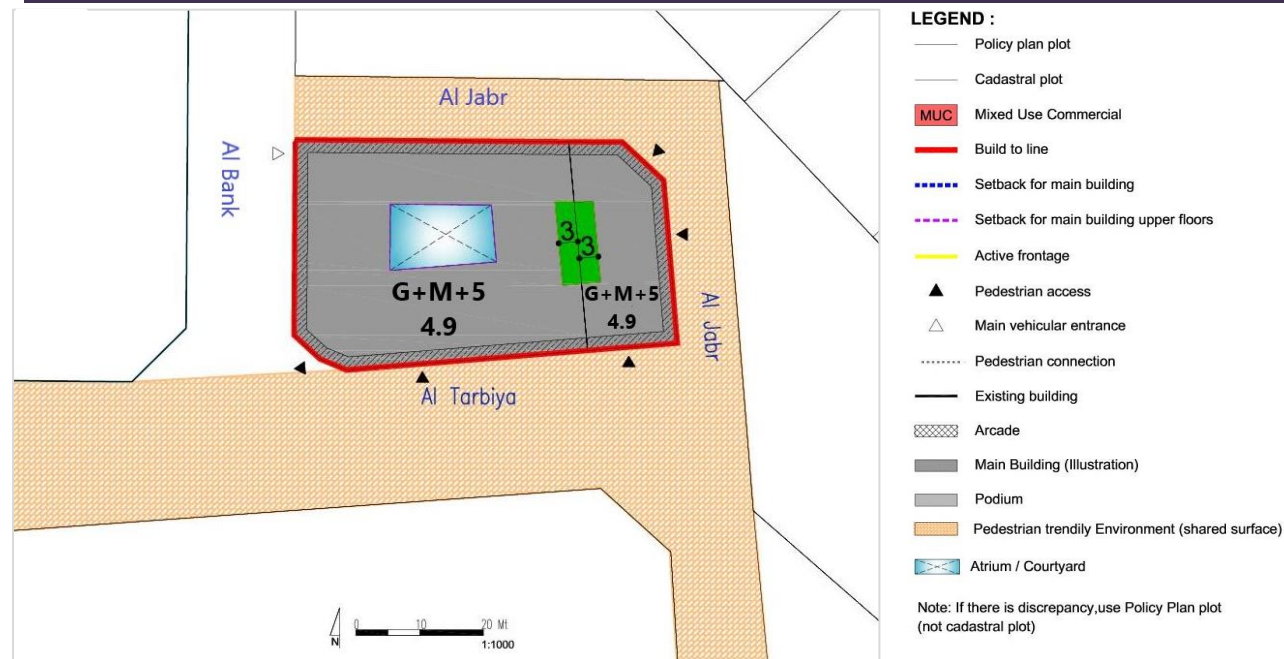 Al Jabr
Al Bank
3
3
G+M+5
4.9
G+M+5
4.9
Al Jabr
Al Tarbiya
N
0 10 20 Mt
1:1000
LEGEND :
Policy plan plot
Cadastral plot
MUC Mixed Use Commercial
Build to line
Setback for main building
Setback for main building upper floors
Active frontage
Pedestrian access
Main vehicular entrance
Pedestrian connection
Existing building
Arcade
Main Building (Illustration)
Podium
Pedestrian trendily Environment (shared surface)
Atrium / Courtyard
Note: If there is discrepancy,use Policy Plan plot
(not cadastral plot)